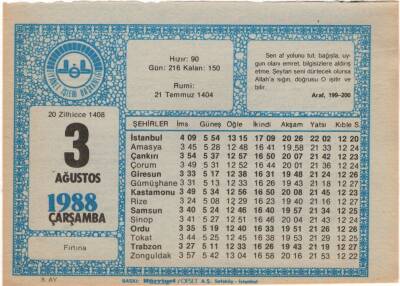 Hızır: 90
Gün: 216 Kalan: 150
Rumi:
21 Temmuz 1404
Sen af yolunu tut, bağışla, uy-
gun olanı emret, bilgisizlere aldırış
etme. Şeytan seni dürtecek olursa
Allah'a sığın, doğrusu O işitir ve
bilir.
Araf, 199-200
20 Zilhicce 1408
3
AĞUSTOS
1988
ÇARŞAMBA
Fırtına
8. AY
ŞEHİRLER İms Güneş Öğle İkindi Akşam Yatsı Kıble S.
İstanbul 4 09 5 54 13 15 17 09 20 26 22 02 12 20
Amasya 3 45 5 28 12 48 16 41 19 58 21 33 12 24
Çankırı 3 54 5 37 12 57 16 50 20 07 21 42 12 23
Çorum 3 49 5 31 12 52 16 44 20 01 21 36 12 24
Giresun 3 33 5 17 12 38 16 31 19 48 21 24 12 26
Gümüşhane 3 31 5 13 12 33 16 26 19 43 21 18 12 27
Kastamonu 3 49 5 34 12 56 16 50 20 08 21 45 12 23
Rize 3 24 5 08 12 29 16 23 19 40 21 17 12 27
Samsun 3 40 5 24 12 46 16 40 19 57 21 34 12 25
Sinop 3 41 5 27 12 51 16 46 20 04 21 43 12 24
Ordu 3 35 5 19 12 40 16 33 19 51 21 26 12 26
Tokat 3 44 5 25 12 45 16 38 19 55 21 29 12 25
Trabzon 3 27 5 11 12 33 16 26 19 43 21 19 12 27
Zonguldak 3 57 5 42 13 05 16 58 20 16 21 53 12 22
BASKI: Hürriyet / OFSET A.Ş. Sefaköy - İstanbul